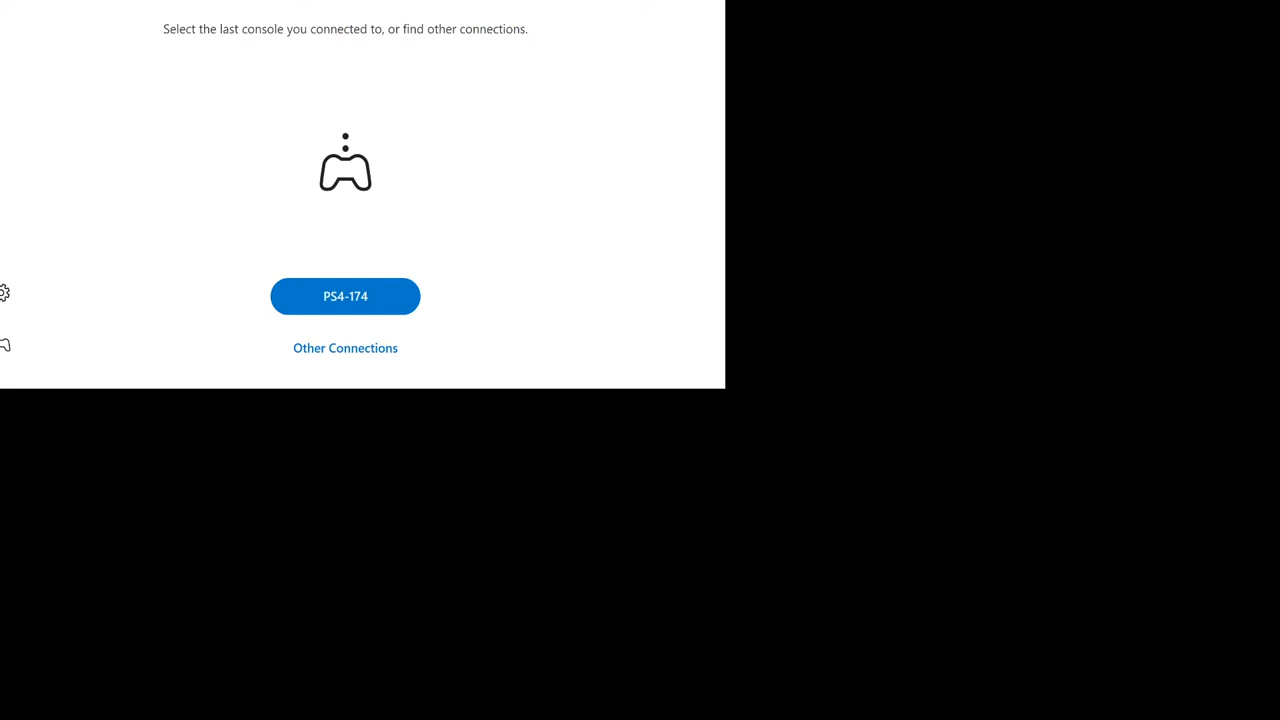 Select the last console you connected to, or find other connections.
PS4-174
Other Connections